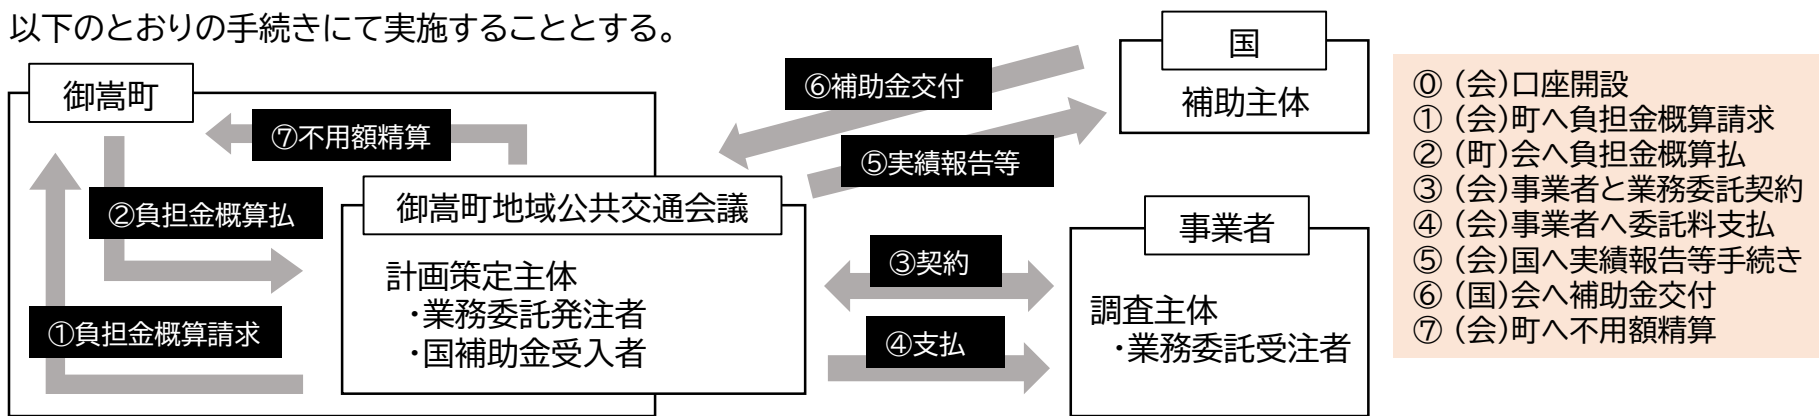 以下のとおりの手続きにて実施することとする。
御嵩町
⑦不用額精算
②負担金概算払
①負担金概算請求
御嵩町地域公共交通会議
計画策定主体
・業務委託発注者
・国補助金受入者
⑥補助金交付
⑤実績報告等
国
補助主体
③契約
④支払
事業者
調査主体
・業務委託受注者
⓪ (会)口座開設
① (会)町へ負担金概算請求
② (町)会へ負担金概算払
③ (会)事業者と業務委託契約
④ (会)事業者へ委託料支払
⑤ (会)国へ実績報告等手続き
⑥ (国)会へ補助金交付
⑦ (会)町へ不用額精算